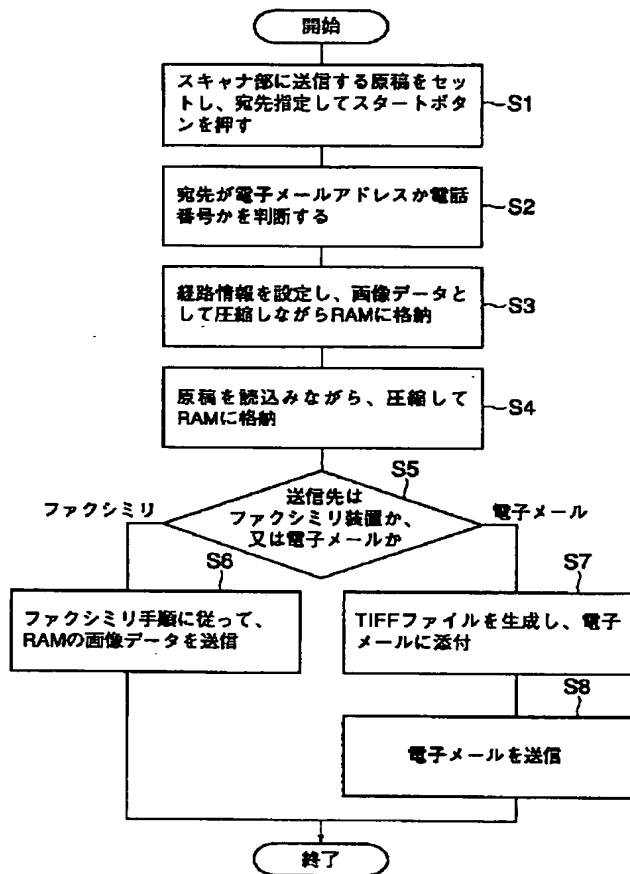 開始
スキャナ部に送信する原稿をセッ
トし、宛先指定してスタートボタ
ンを押す
S1
宛先が電子メールアドレスか電話
番号かを判断する
S2
経路情報を設定し、画像データと
して圧縮しながらRAMに格納
S3
原稿を読込みながら、圧縮して
RAMに格納
S4
S5
送信先は
ファクシミリ装置か、
又は電子メールか
ファクシミリ
電子メール
S6
ファクシミリ手順に従って、
RAMの画像データを送信
S7
TIFFファイルを生成し、電子
メールに添付
S8
電子メールを送信
終了